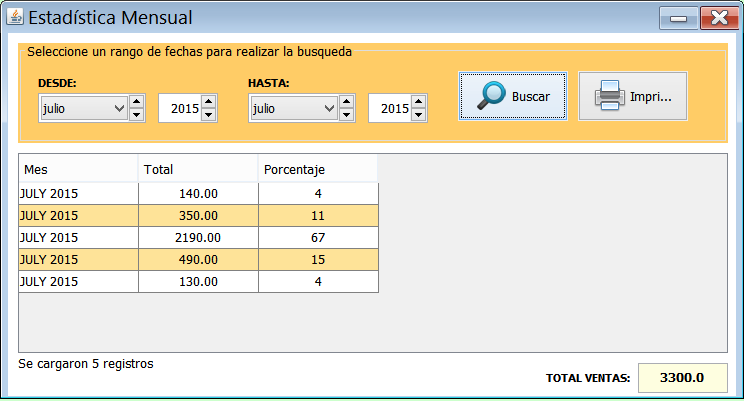 Estadística Mensual
Seleccione un rango de fechas para realizar la busqueda
DESDE: HASTA:
julio 2015 julio 2015 Buscar Impri...
Mes Total Porcentaje
JULY 2015 140.00 4
JULY 2015 350.00 11
JULY 2015 2190.00 67
JULY 2015 490.00 15
JULY 2015 130.00 4
Se cargaron 5 registros
TOTAL VENTAS: 3300.0